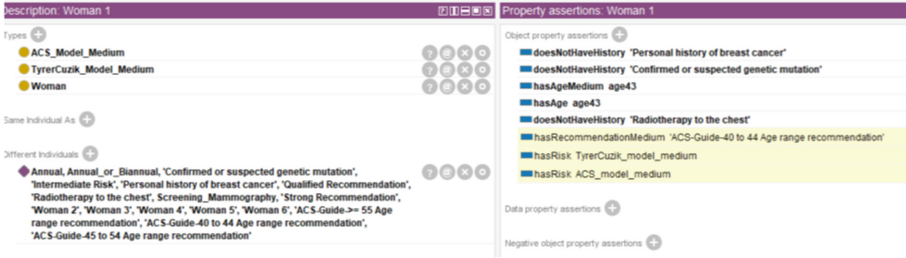 Description: Woman 1
Types
ACS_Model_Medium
TyrerCuzik_Model_Medium
Woman
Same Individual As
Different Individuals
Annual, Annual_or_Biannual, 'Confirmed or suspected genetic mutation',
'Intermediate Risk', 'Personal history of breast cancer', 'Qualified Recommendation',
'Radiotherapy to the chest', Screening_Mammography, 'Strong Recommendation',
'Woman 2', 'Woman 3', 'Woman 4', 'Woman 5', 'Woman 6', 'ACS-Guide->= 55 Age
range recommendation', 'ACS-Guide-40 to 44 Age range recommendation',
'ACS-Guide-45 to 54 Age range recommendation'
Property assertions: Woman 1
Object property assertions
doesNotHaveHistory 'Personal history of breast cancer'
doesNotHaveHistory 'Confirmed or suspected genetic mutation'
hasAgeMedium age43
hasAge age43
doesNotHaveHistory 'Radiotherapy to the chest'
hasRecommendationMedium 'ACS-Guide-40 to 44 Age range recommendation'
hasRisk TyrerCuzik_model_medium
hasRisk ACS_model_medium
Data property assertions
Negative object property assertions